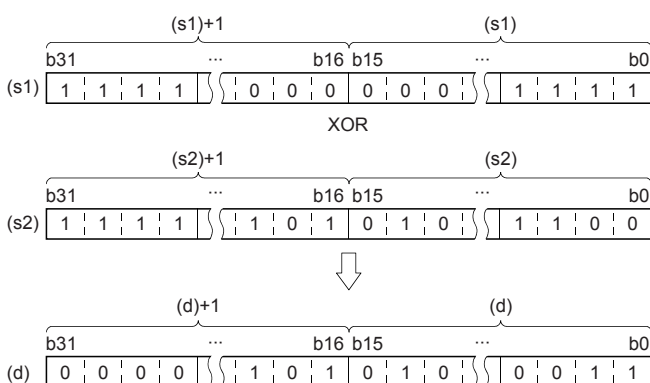 (s1)+1 (s1)
b31 ... b16 b15 ... b0
(s1) 1 1 1 1 0 0 0 0 0 0 1 1 1 1
XOR
(s2)+1 (s2)
b31 ... b16 b15 ... b0
(s2) 1 1 1 1 1 0 1 0 1 0 1 1 0 0
(d)+1 (d)
b31 ... b16 b15 ... b0
(d) 0 0 0 0 1 0 1 0 1 0 0 0 1 1